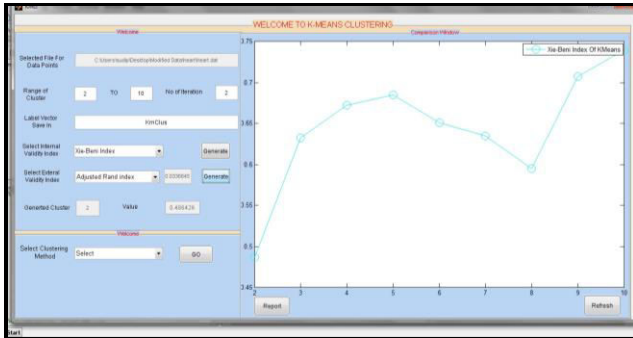 WELCOME TO K-MEANS CLUSTERING
Welcome
Selected File For
Data Points
Range of
Cluster
2
TO
10
No of Iteration
2
Label Vector
Save In
KmClus
Select Internal
Validity Index
Xie-Beni Index
Generate
Select External
Validity Index
Adjusted Rand index
Generate
Generted Cluster
2
Value
Welcome
Select Clustering
Method
Select
GO
Comparison Window
Xie-Beni Index Of KMeans
3.75
3.7
3.65
3.6
3.55
3.5
3.45
2
3
4
5
6
7
8
9
10
Report
Refresh
Start